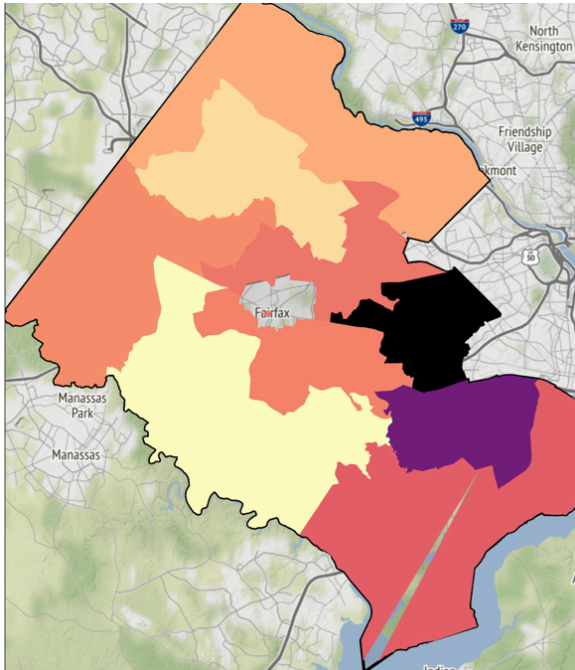 270
North
Kensington
495
Friendship
Village
kmont
50
Fairfax
Manassas
Park
Manassas